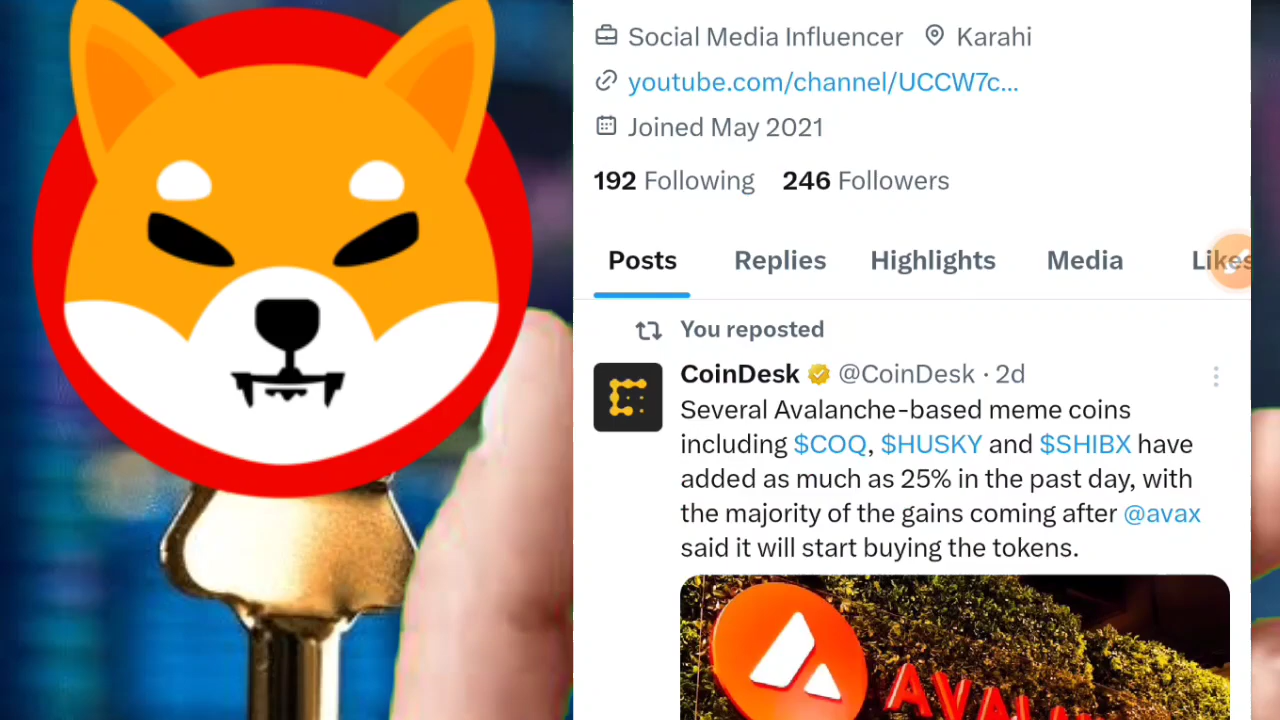 Social Media Influencer Karahi
youtube.com/channel/UCCW7c...
Joined May 2021
192 Following 246 Followers
Posts Replies Highlights Media Likes
You reposted
CoinDesk @CoinDesk · 2d
Several Avalanche-based meme coins
including $COQ, $HUSKY and $SHIBX have
added as much as 25% in the past day, with
the majority of the gains coming after @avax
said it will start buying the tokens.
AVALAN